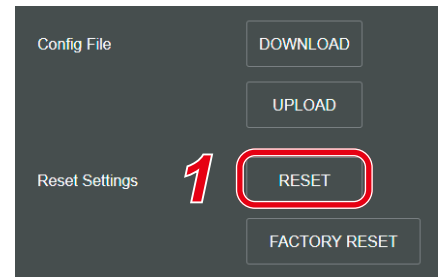 Config File
DOWNLOAD
UPLOAD
Reset Settings
1
RESET
FACTORY RESET